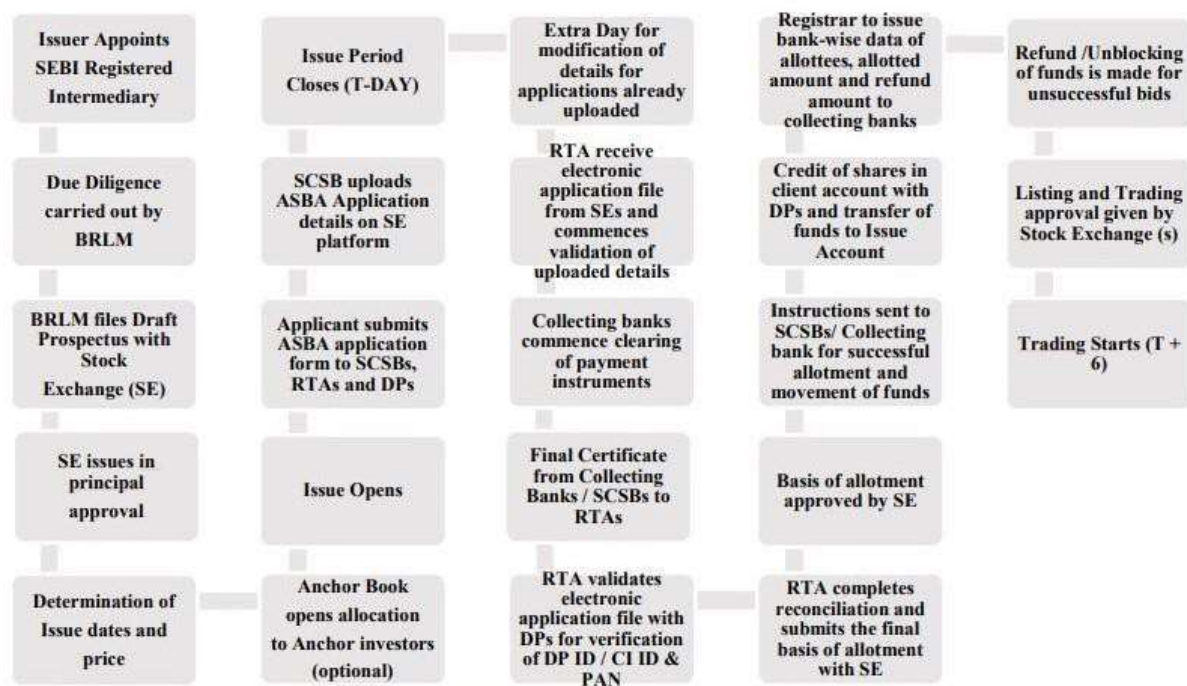 Issuer Appoints
SEBI Registered
Intermediary
Due Diligence
carried out by
BRLM
BRLM files Draft
Prospectus with
Stock
Exchange (SE)
SE issues in
principal
approval
Determination of
Issue dates and
price
Anchor Book
opens allocation
to Anchor investors
(optional)
Issue Opens
Applicant submits
ASBA application
form to SCSBs,
RTAs and DPs
SCSB uploads
ASBA Application
details on SE
platform
Issue Period
Closes (T-DAY)
Extra Day for
modification of
details for
applications already
uploaded
RTA receive
electronic
application file
from SEs and
commences
validation of
uploaded details
Collecting banks
commence clearing
of payment
instruments
Final Certificate
from Collecting
Banks / SCSBs to
RTAs
RTA validates
electronic
application file with
DPs for verification
of DP ID / CI ID &
PAN
RTA completes
reconciliation and
submits the final
basis of allotment
with SE
Basis of allotment
approved by SE
Instructions sent to
SCSBs/ Collecting
bank for successful
allotment and
movement of funds
Credit of shares in
client account with
DPs and transfer of
funds to Issue
Account
Registrar to issue
bank-wise data of
allottees, allotted
amount and refund
amount to
collecting banks
Refund /Unblocking
of funds is made for
unsuccessful bids
Listing and Trading
approval given by
Stock Exchange (s)
Trading Starts (T +
6)